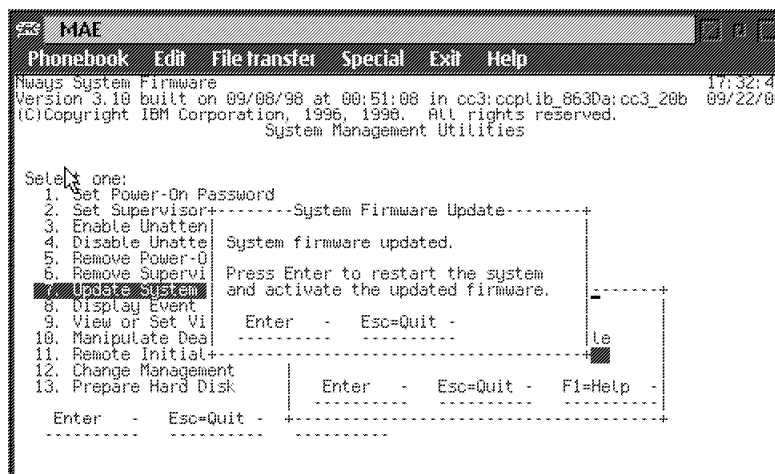 MAE
Phonebook Edit File transfer Special Exit Help
Nways System Firmware 17:32:4
Version 3.10 built on 09/08/98 at 00:51:08 in cc3:ccplib_863Da:cc3_20b 09/22/0
(C)Copyright IBM Corporation, 1996, 1998. All rights reserved.
System Management Utilities
Select one:
1. Set Power-On Password
2. Set Supervisor+--------System Firmware Update--------+
3. Enable Unatten
4. Disable Unatte System firmware updated.
5. Remove Power-O
6. Remove Supervi Press Enter to restart the system
7. Update System and activate the updated firmware.
8. Display Event
9. View or Set Vi Enter - Esc=Quit -
10. Manipulate Dea le
11. Remote Initial
12. Change Management
13. Prepare Hard Disk Enter - Esc=Quit - F1=Help -
Enter - Esc=Quit -